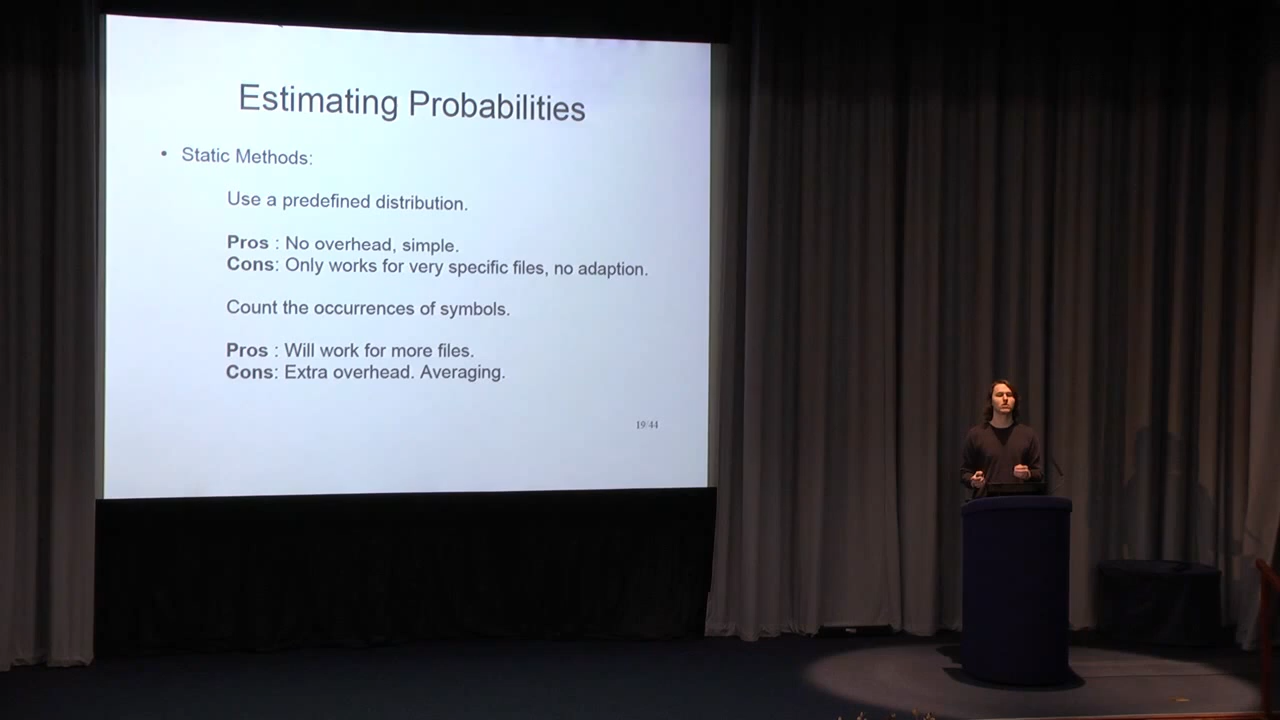 Estimating Probabilities
• Static Methods:
Use a predefined distribution.
Pros : No overhead, simple.
Cons: Only works for very specific files, no adaption.
Count the occurrences of symbols.
Pros : Will work for more files.
Cons: Extra overhead. Averaging.
19/44